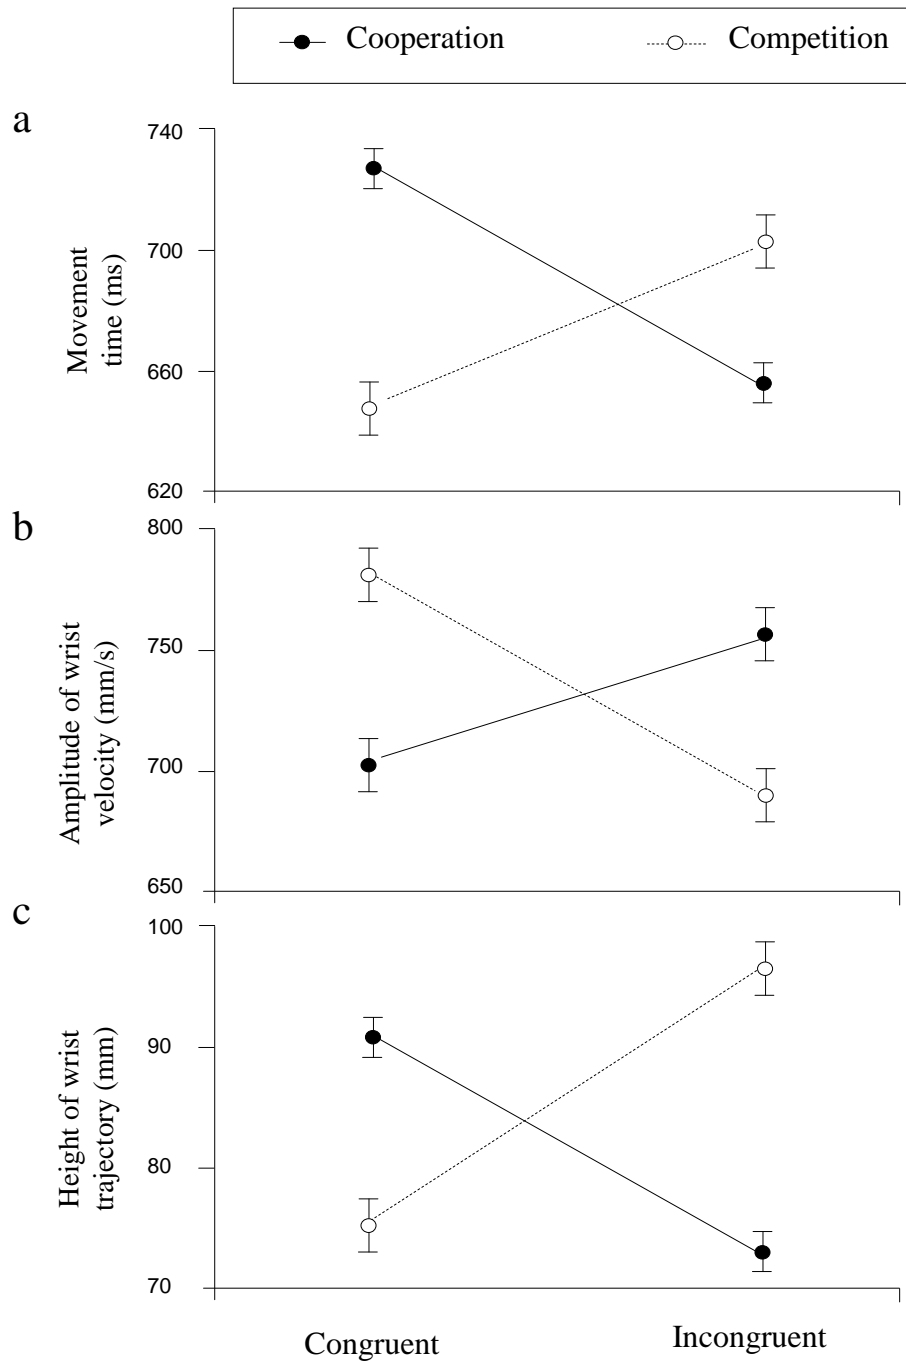 Cooperation Competition
a
740
700
660
620
Movement
time (ms)
b
800
750
700
650
Amplitude of wrist
velocity (mm/s)
c
100
90
80
70
Height of wrist
trajectory (mm)
Congruent Incongruent